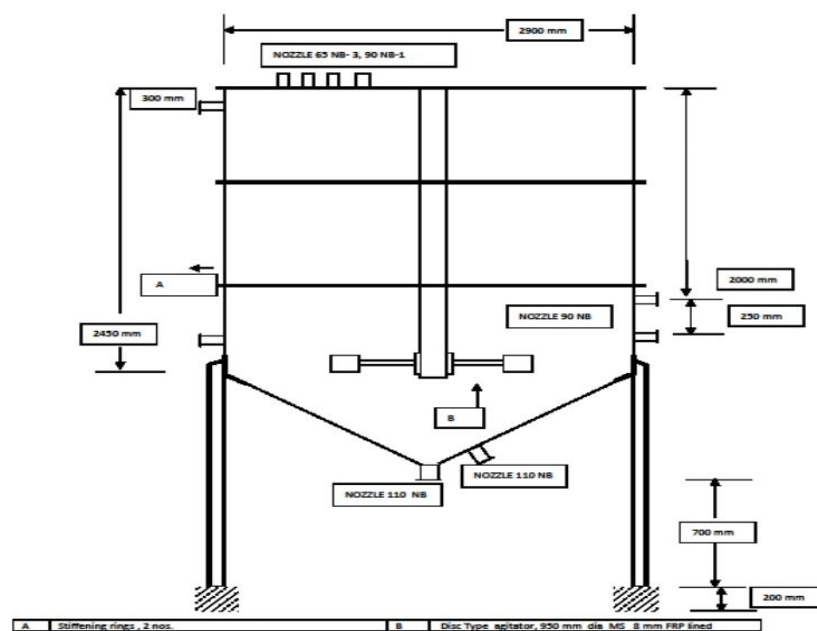 2900 mm
NOZZLE 65 NB- 3, 90 NB-1
300 mm
A
2000 mm
NOZZLE 90 NB
250 mm
2450 mm
B
NOZZLE 110 NB
NOZZLE 110 NB
700 mm
200 mm
A Stiffening rings , 2 nos. B Disc Type agitator, 950 mm dia MS 8 mm FRP lined